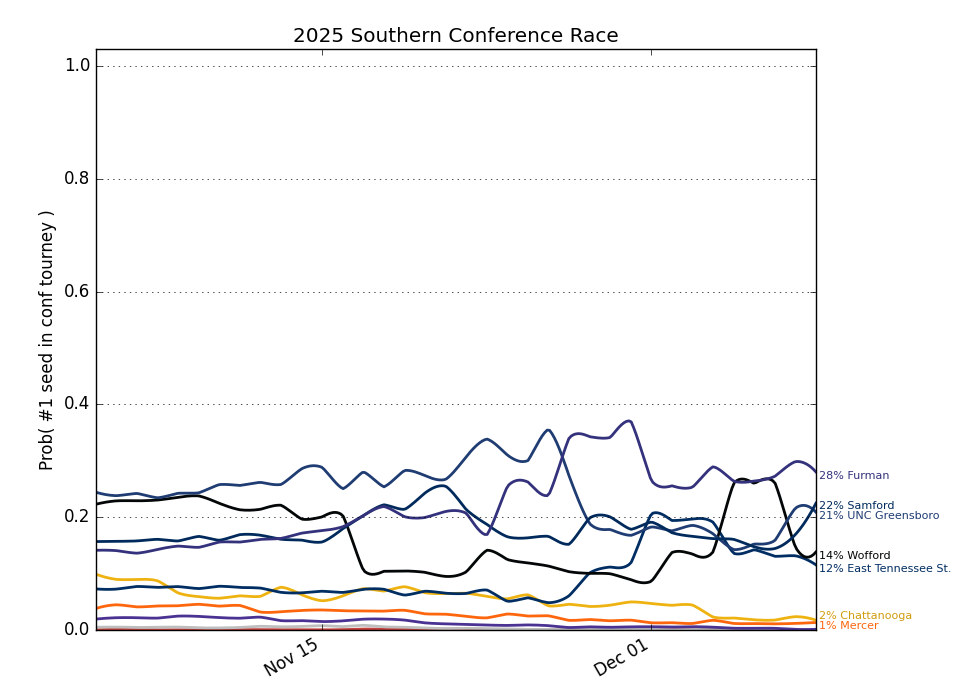 2025 Southern Conference Race
Prob( #1 seed in conf tourney )
1.0
0.8
0.6
0.4
0.2
0.0
Nov 15
Dec 01
28% Furman
22% Samford
21% UNC Greensboro
14% Wofford
12% East Tennessee St.
2% Chattanooga
1% Mercer